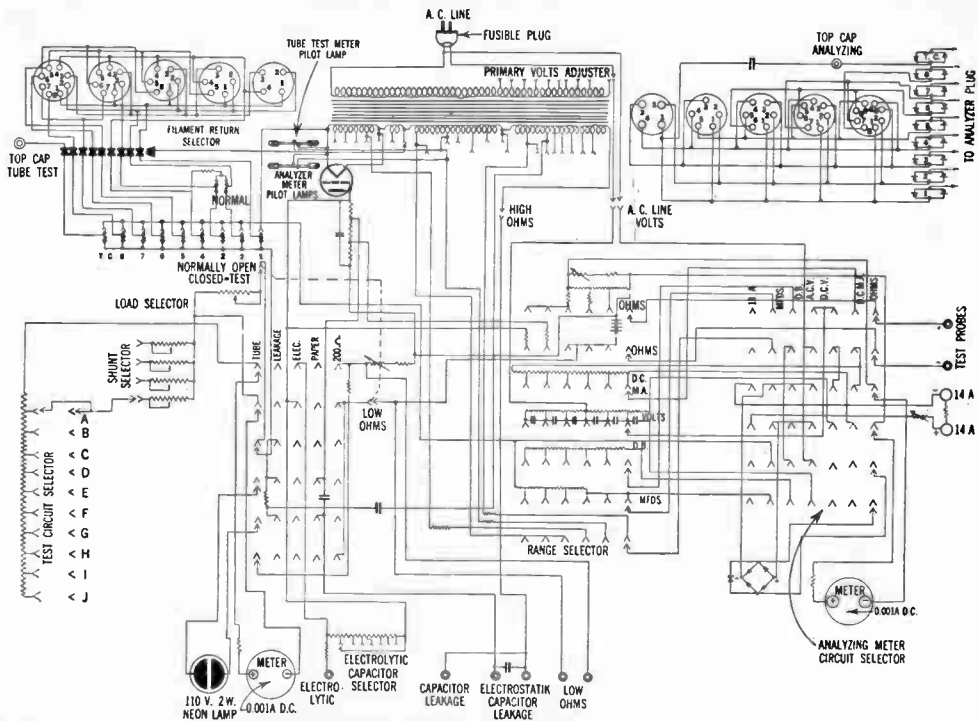 A. C. LINE
FUSIBLE PLUG
TUBE TEST METER
PILOT LAMP
PRIMARY VOLTS ADJUSTER
TOP CAP
ANALYZING
TO ANALYZER PLUG
FILAMENT RETURN
SELECTOR
TOP CAP
TUBE TEST
ANALYZER
METER
PILOT LAMPS
NORMAL
HIGH
OHMS
A. C. LINE
VOLTS
T C 8 7 6 5 4 3 2 1
NORMALLY OPEN
CLOSED-TEST
LOAD SELECTOR
SHUNT
SELECTOR
TUBE
LEAKAGE
ELEC.
PAPER
200
LOW
OHMS
OHMS
OHMS
D.C.
M.A.
VOLTS
D.B.
MFDS
RANGE SELECTOR
MFDS
D.B.
A.C.V.
D.C.V.
D.C.M.A.
OHMS
TEST PROBES
14 A
14 A
TEST CIRCUIT SELECTOR
A
B
C
D
E
F
G
H
I
J
METER
0.001A D.C.
ANALYZING METER
CIRCUIT SELECTOR
110 V. 2 W.
NEON LAMP
METER
0.001A D.C.
ELECTRO-
LYTIC
ELECTROLYTIC
CAPACITOR
SELECTOR
CAPACITOR
LEAKAGE
ELECTROSTATIK
CAPACITOR
LEAKAGE
LOW
OHMS